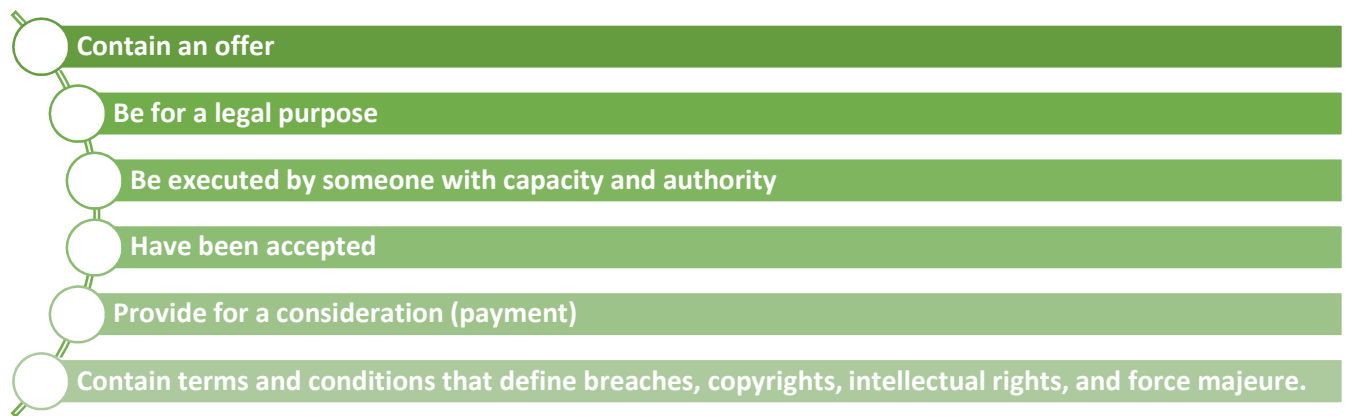 Contain an offer
Be for a legal purpose
Be executed by someone with capacity and authority
Have been accepted
Provide for a consideration (payment)
Contain terms and conditions that define breaches, copyrights, intellectual rights, and force majeure.